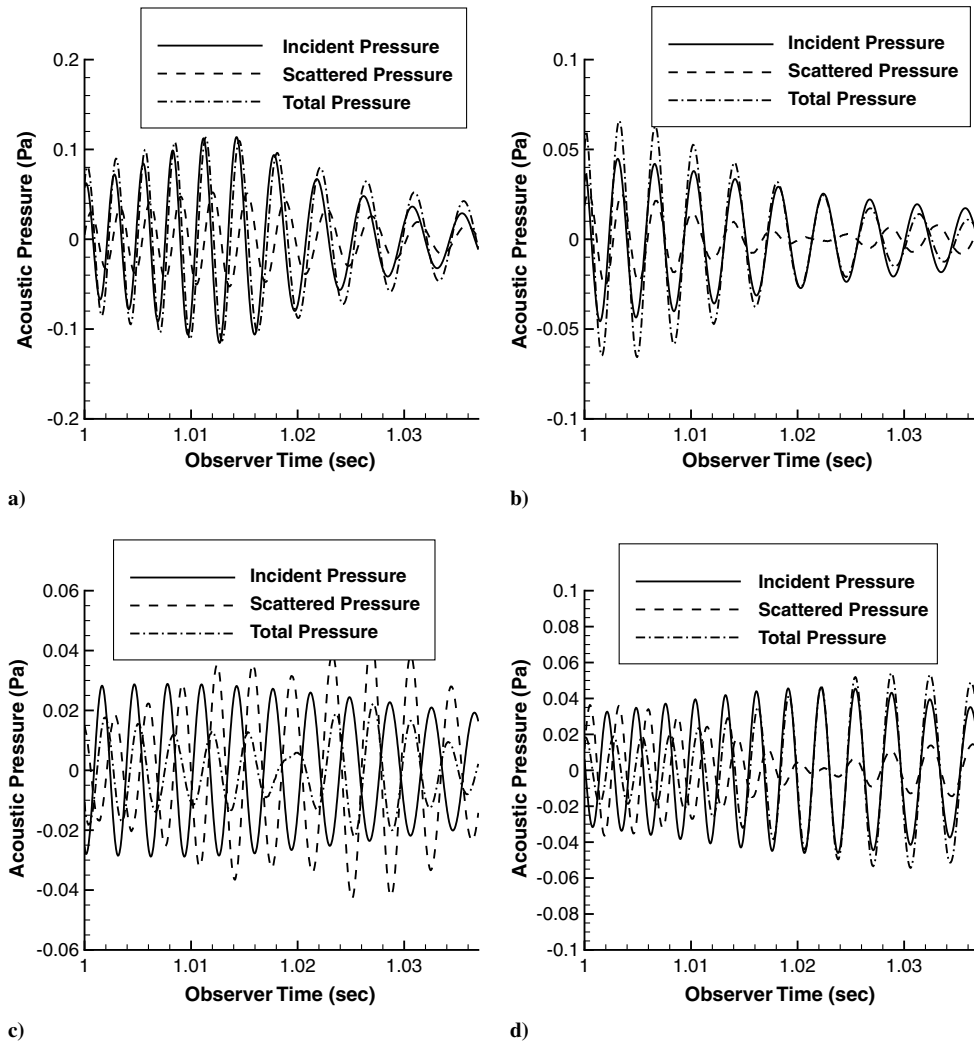 Incident Pressure
Scattered Pressure
Total Pressure
0.2
0.1
0
-0.1
-0.2
Acoustic Pressure (Pa)
1
1.01
1.02
1.03
Observer Time (sec)
a)
Incident Pressure
Scattered Pressure
Total Pressure
0.1
0.05
0
-0.05
-0.1
Acoustic Pressure (Pa)
1
1.01
1.02
1.03
Observer Time (sec)
b)
Incident Pressure
Scattered Pressure
Total Pressure
0.06
0.04
0.02
0
-0.02
-0.04
-0.06
Acoustic Pressure (Pa)
1
1.01
1.02
1.03
Observer Time (sec)
c)
Incident Pressure
Scattered Pressure
Total Pressure
0.1
0.08
0.06
0.04
0.02
0
-0.02
-0.04
-0.06
-0.08
-0.1
Acoustic Pressure (Pa)
1
1.01
1.02
1.03
Observer Time (sec)
d)